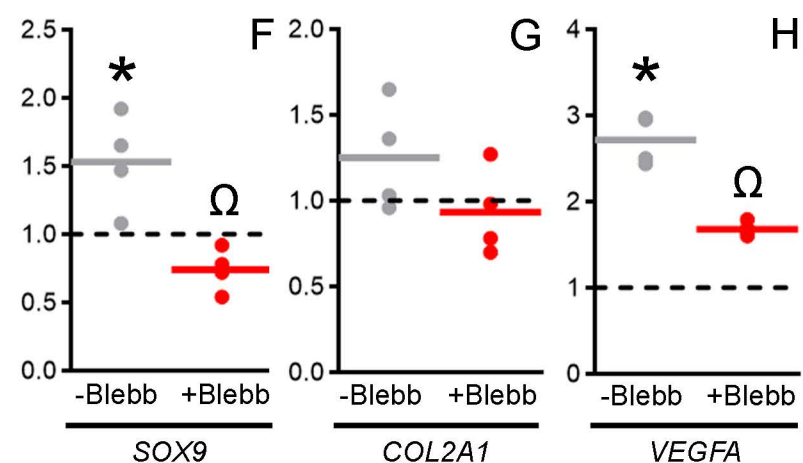 F
2.5
2.0
1.5
1.0
0.5
0.0
*
Ω
-Blebb +Blebb
SOX9
G
2.0
1.5
1.0
0.5
0.0
-Blebb +Blebb
COL2A1
H
4
3
2
1
0
*
Ω
-Blebb +Blebb
VEGFA